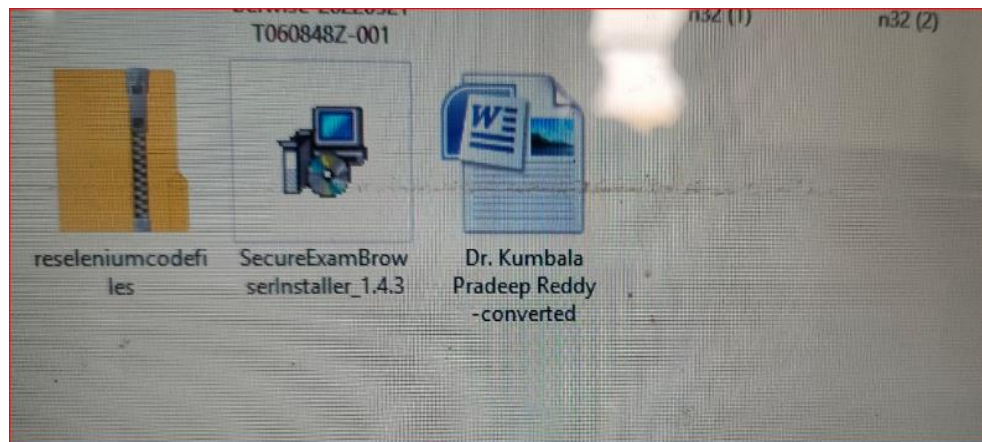 T060848Z-001
n32 (1)
n32 (2)
reseleniumcodefi
les
SecureExamBrow
serInstaller_1.4.3
Dr. Kumbala
Pradeep Reddy
-converted